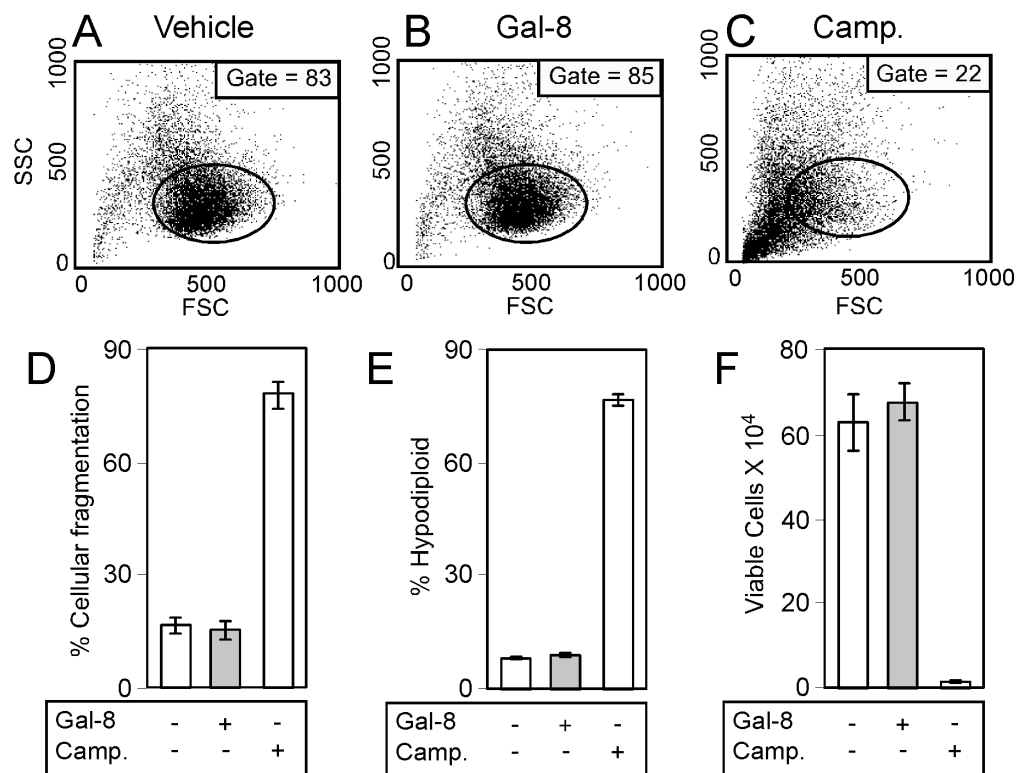 A Vehicle
Gate = 83
SSC
1000
500
0
0 500 1000
FSC
B Gal-8
Gate = 85
1000
500
0
0 500 1000
FSC
C Camp.
Gate = 22
1000
500
0
0 500 1000
FSC
D
% Cellular fragmentation
90
60
30
0
Gal-8 - + -
Camp. - - +
E
% Hypodiploid
90
60
30
0
Gal-8 - + -
Camp. - - +
F
Viable Cells X 10⁴
80
60
40
20
0
Gal-8 - + -
Camp. - - +